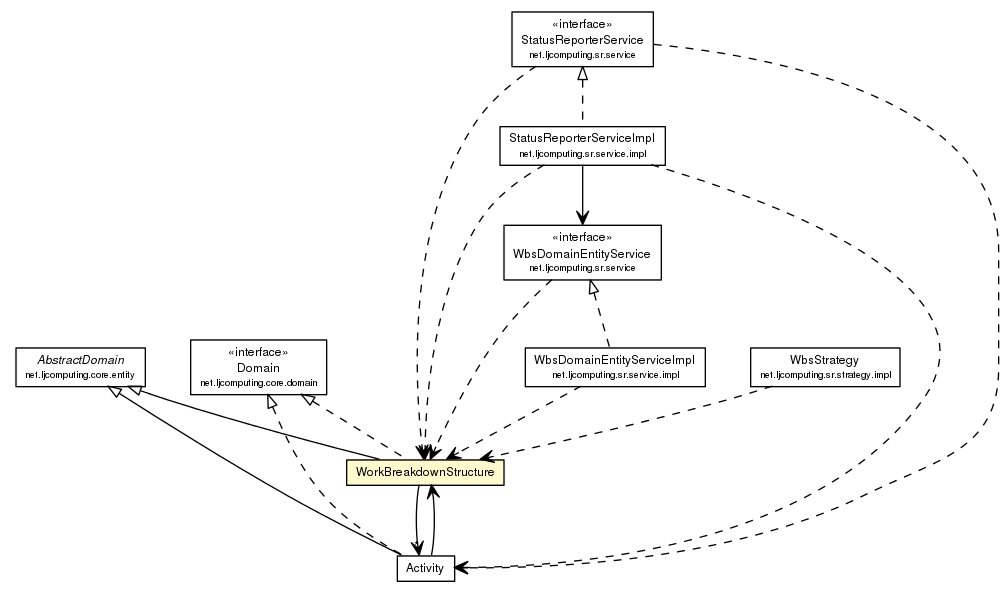 «interface»
StatusReporterService
net.ljcomputing.sr.service
StatusReporterServiceImpl
net.ljcomputing.sr.service.impl
«interface»
WbsDomainEntityService
net.ljcomputing.sr.service
AbstractDomain
net.ljcomputing.core.entity
«interface»
Domain
net.ljcomputing.core.domain
WbsDomainEntityServiceImpl
net.ljcomputing.sr.service.impl
WbsStrategy
net.ljcomputing.sr.strategy.impl
WorkBreakdownStructure
Activity